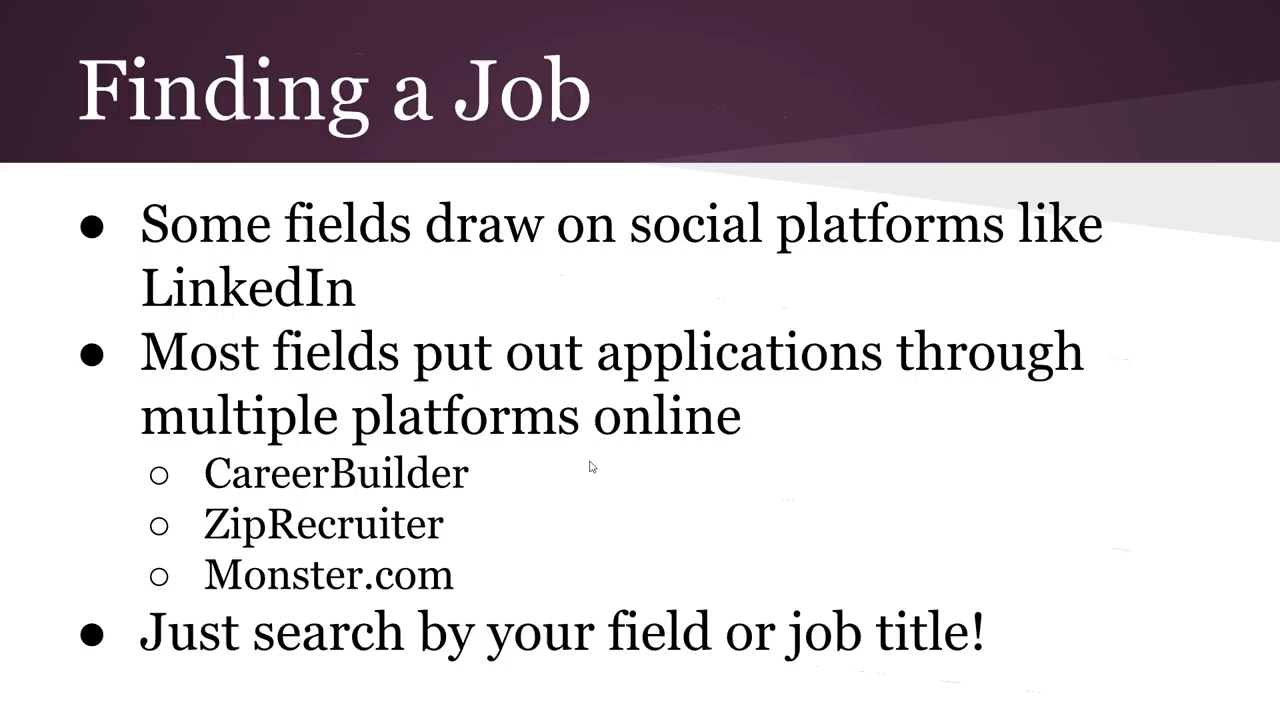 Finding a Job
● Some fields draw on social platforms like
LinkedIn
● Most fields put out applications through
multiple platforms online
○ CareerBuilder
○ ZipRecruiter
○ Monster.com
● Just search by your field or job title!